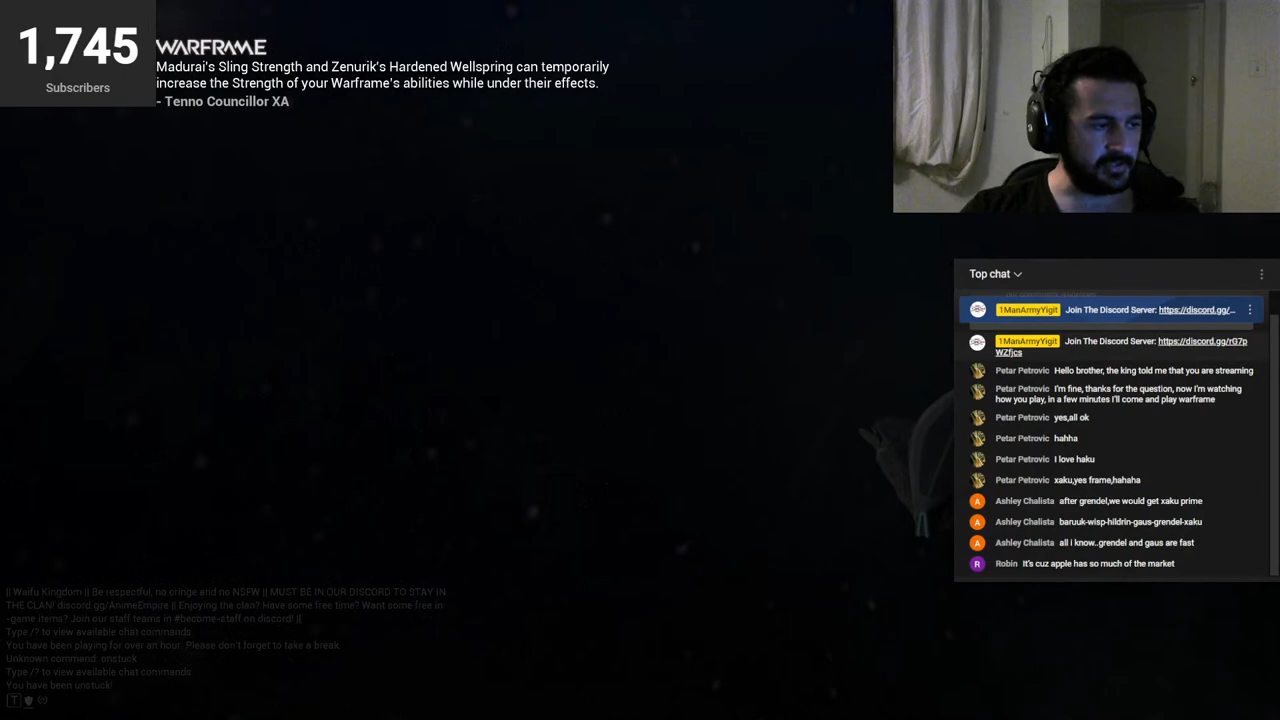 1,745
Subscribers
WARFRAME
Madurai's Sling Strength and Zenurik's Hardened Wellspring can temporarily
increase the Strength of your Warframe's abilities while under their effects.
- Tenno Councillor XA
Top chat
1ManArmyYigit Join The Discord Server: https://discord.gg/...
1ManArmyYigit Join The Discord Server: https://discord.gg/rG7p
WZfjcs
Petar Petrovic Hello brother, the king told me that you are streaming
Petar Petrovic I'm fine, thanks for the question, now I'm watching
how you play, in a few minutes I'll come and play warframe
Petar Petrovic yes,all ok
Petar Petrovic hahha
Petar Petrovic I love haku
Petar Petrovic xaku,yes frame,hahaha
A Ashley Chalista after grendel,we would get xaku prime
A Ashley Chalista baruuk-wisp-hildrin-gaus-grendel-xaku
A Ashley Chalista all i know..grendel and gaus are fast
R Robin It's cuz apple has so much of the market
|| Waifu Kingdom || Be respectful, no cringe and no NSFW || MUST BE IN OUR DISCORD TO STAY IN
THE CLAN! discord.gg/AnimeEmpire || Enjoying the clan? Have some free time? Want some free in
-game items? Join our staff teams in #become-staff on discord! ||
Type /? to view available chat commands.
You have been playing for over an hour. Please don't forget to take a break.
Unknown command: onstuck
Type /? to view available chat commands.
You have been unstuck!
T